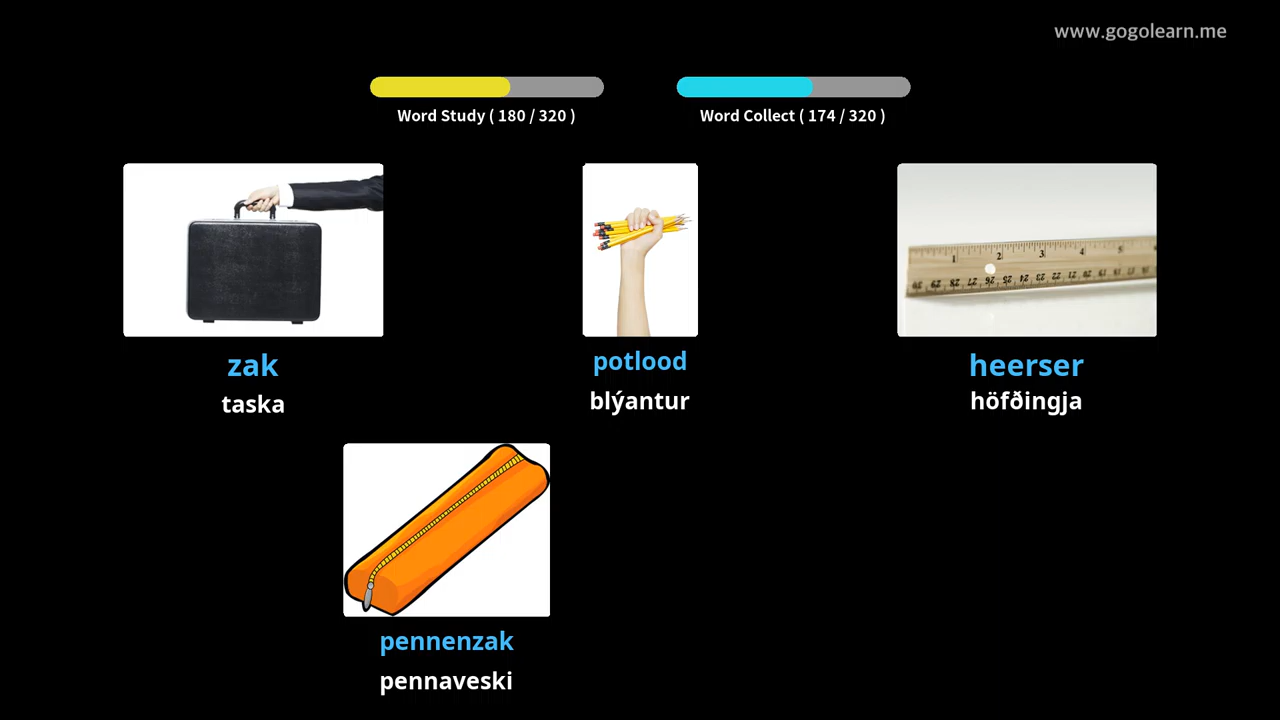 www.gogolearn.me
Word Study ( 180 / 320 )
Word Collect ( 174 / 320 )
zak
taska
potlood
blýantur
heerser
höfðingja
pennenzak
pennaveski